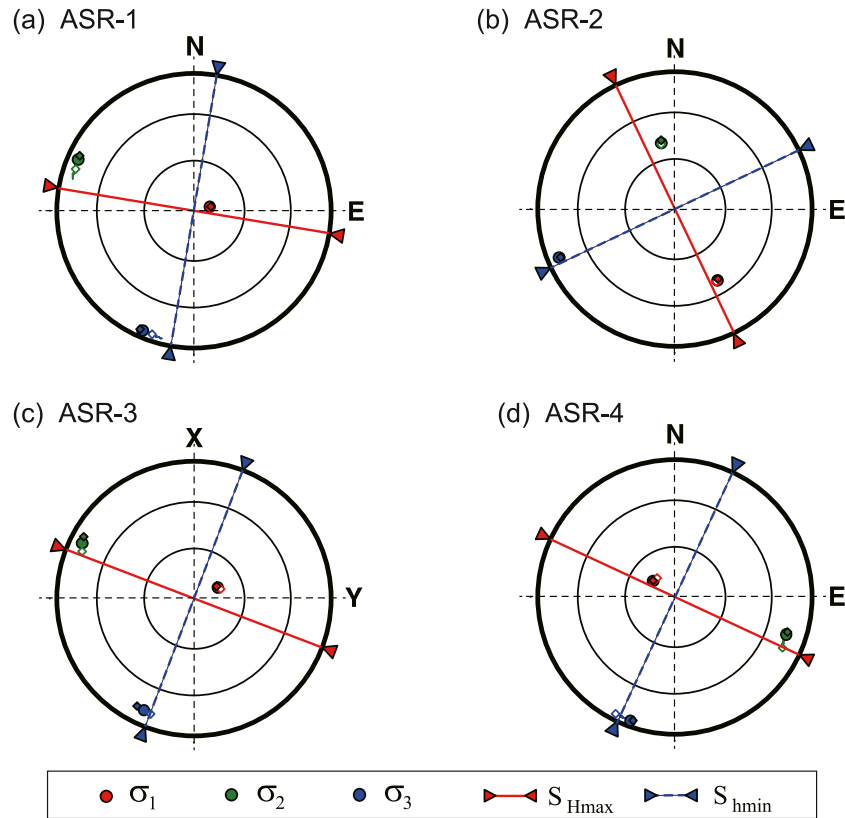 (a) ASR-1
N
E
(b) ASR-2
N
E
(c) ASR-3
X
Y
(d) ASR-4
N
E
σ1 σ2 σ3 SHmax Shmin